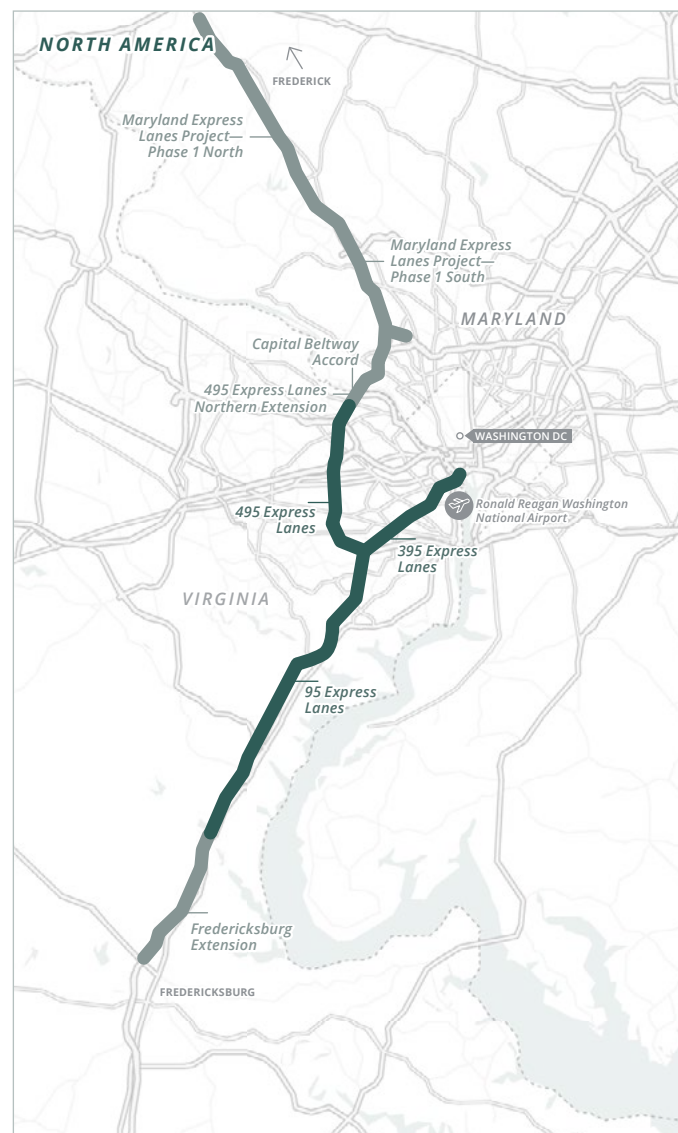 NORTH AMERICA
FREDERICK
Maryland Express
Lanes Project—
Phase 1 North
Maryland Express
Lanes Project—
Phase 1 South
MARYLAND
Capital Beltway
Accord
495 Express Lanes
Northern Extension
WASHINGTON DC
Ronald Reagan Washington
National Airport
495 Express
Lanes
395 Express
Lanes
VIRGINIA
95 Express
Lanes
Fredericksburg
Extension
FREDERICKSBURG